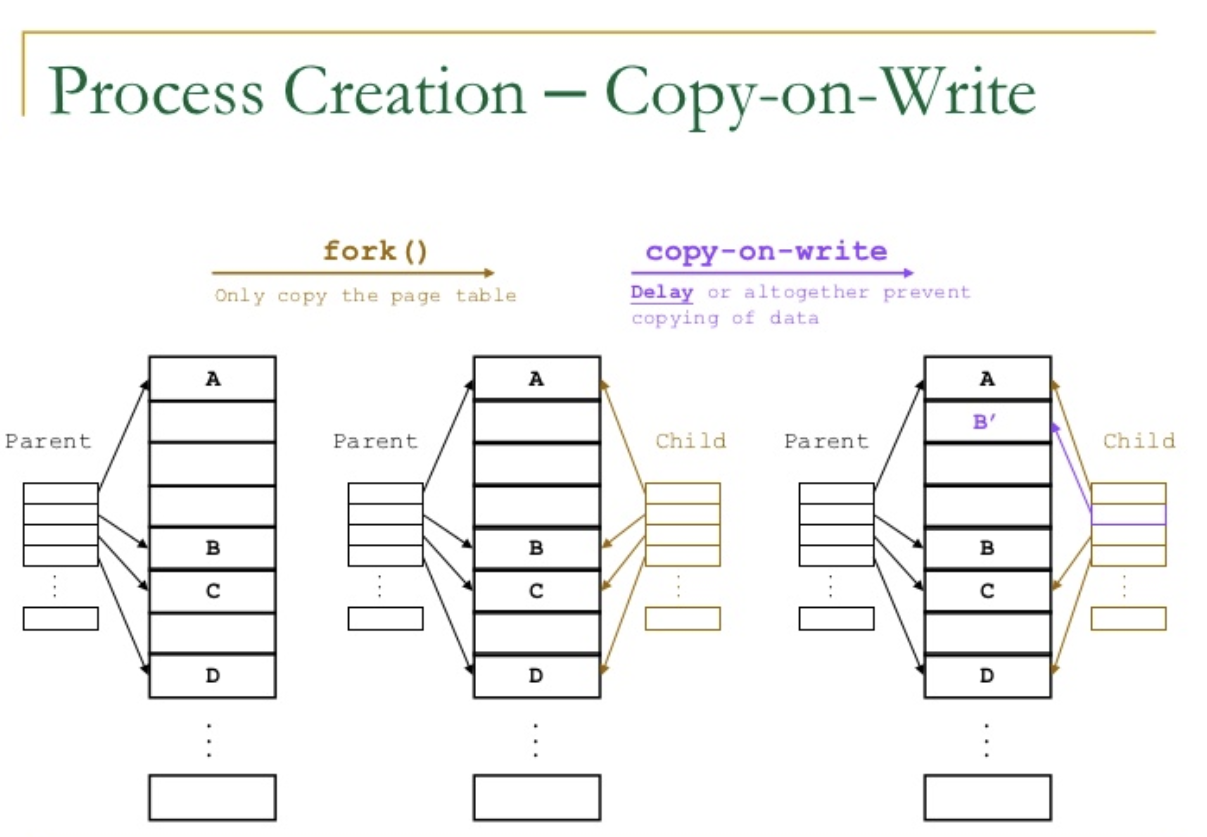 Process Creation – Copy-on-Write
fork()
Only copy the page table
copy-on-write
Delay or altogether prevent
copying of data
Parent
A
B
C
D
Parent
A
B
C
D
Child
Parent
A
B′
B
C
D
Child